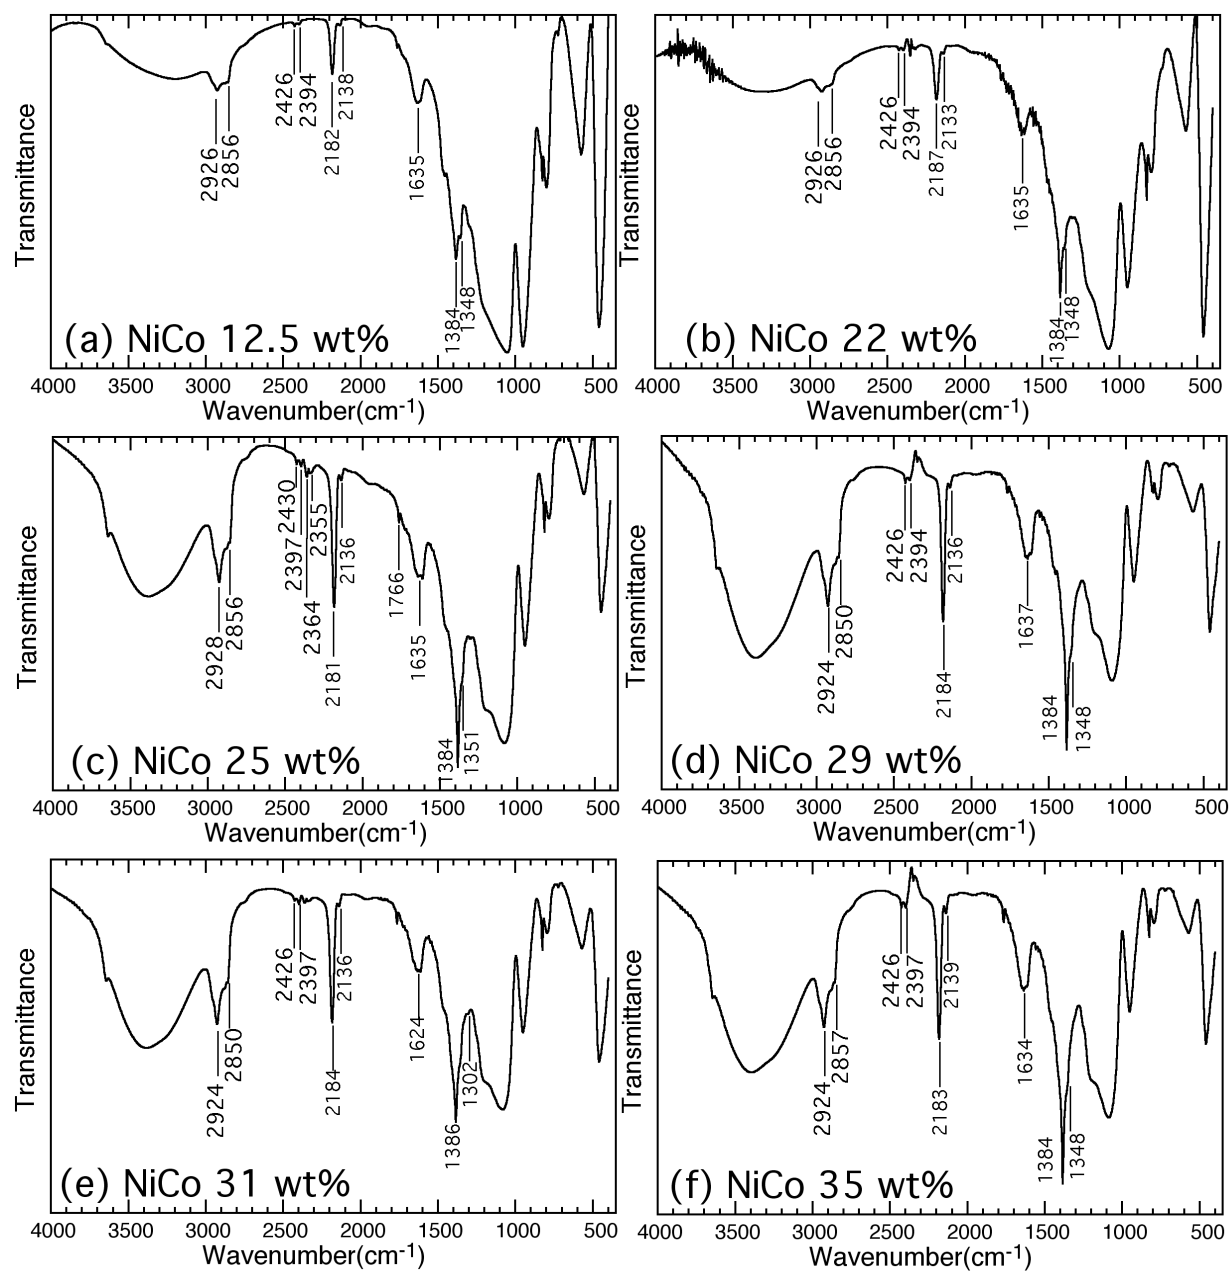 Transmittance
2926
2856
2426
2394
2182
2138
1635
1384
1348
(a) NiCo 12.5 wt%
4000 3500 3000 2500 2000 1500 1000 500
Wavenumber(cm-1)
Transmittance
2926
2856
2426
2394
2187
2133
1635
1384
1348
(b) NiCo 22 wt%
4000 3500 3000 2500 2000 1500 1000 500
Wavenumber(cm-1)
Transmittance
2928
2856
2397
2430
2364
2355
2181
2136
1766
1635
1384
1351
(c) NiCo 25 wt%
4000 3500 3000 2500 2000 1500 1000 500
Wavenumber(cm-1)
Transmittance
2924
2850
2426
2394
2184
2136
1637
1384
1348
(d) NiCo 29 wt%
4000 3500 3000 2500 2000 1500 1000 500
Wavenumber(cm-1)
Transmittance
2924
2850
2426
2397
2184
2136
1624
1386
1302
(e) NiCo 31 wt%
4000 3500 3000 2500 2000 1500 1000 500
Wavenumber(cm-1)
Transmittance
2924
2857
2426
2397
2183
2139
1634
1384
1348
(f) NiCo 35 wt%
4000 3500 3000 2500 2000 1500 1000 500
Wavenumber(cm-1)